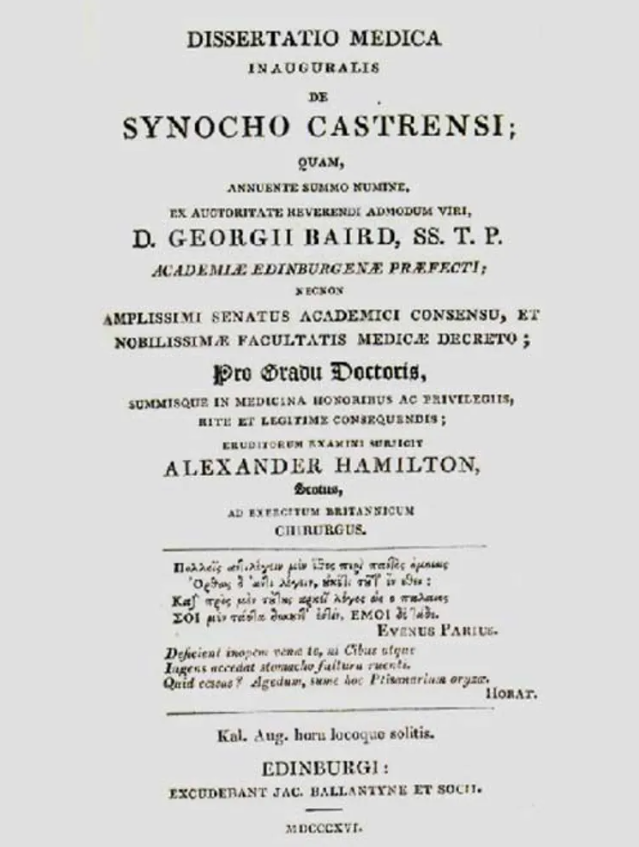 DISSERTATIO MEDICA
INAUGURALIS
DE
SYNOCHO CASTRENSI;
QUAM,
ANNUENTE SUMMO NUMINE,
EX AUCTORITATE REVERENDI ADMODUM VIRI,
D. GEORGII BAIRD, SS. T. P.
ACADEMIÆ EDINBURGENÆ PRÆFECTI;
NECNON
AMPLISSIMI SENATUS ACADEMICI CONSENSU, ET
NOBILISSIMÆ FACULTATIS MEDICÆ DECRETO;
Pro Gradu Doctoris,
SUMMISQUE IN MEDICINA HONORIBUS AC PRIVILEGIIS,
RITE ET LEGITIME CONSEQUENDIS;
ERUDITORUM EXAMINI SUBJICIT
ALEXANDER HAMILTON,
Scotus,
AD EXERCITUM BRITANNICUM
CHIRURGUS.
Πολλοῖς ἀντιλέγειν μὲν ἔθος περὶ παντὸς ὁμοίως
Ὀρθῶς δ' ἀντιλέγειν, οὐκέτι τοῦτ' ἐν ἔθει:
Καὶ πρὸς μὲν τούτους ἀρκεῖ λόγος εἷς ὁ παλαιος
ΣΟΙ μὲν ταῦτα δοκοῦντ' ἐστιν, ΕΜΟΙ δὲ τάδε.
EVENUS PARIUS.
Deficient inopem venæ te, ni Cibus atque
Ingens accedat stomacho fultura ruenti.
Quid cessas? Agedum, sume hoc Ptisanarium oryzæ.
HORAT.
Kal. Aug. hora locoque solitis.
EDINBURGI:
EXCUDEBANT JAC. BALLANTYNE ET SOCII.
MDCCCXVI.